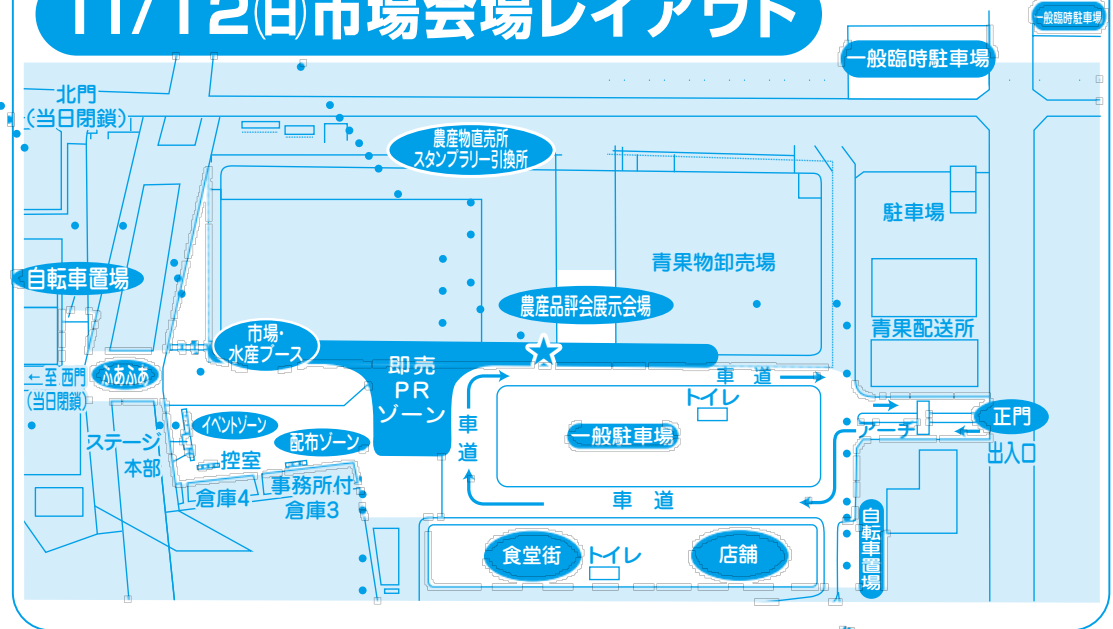 11/12㈰市場会場レイアウト
一般臨時駐車場
一般臨時駐車場
北門
(当日閉鎖)
農産物直売所
スタンプラリー引換所
駐車場
青果物卸売場
自転車置場
農産品評会展示会場
青果配送所
市場・
水産ブース
即売
PR
ゾーン
←至 西門
(当日閉鎖)
ふあふあ
車道
トイレ
イベントゾーン
配布ゾーン
車道
一般駐車場
アーチ
正門
出入口
ステージ
本部
控室
倉庫4
事務所付
倉庫3
車道
自転車置場
食堂街
トイレ
店舗